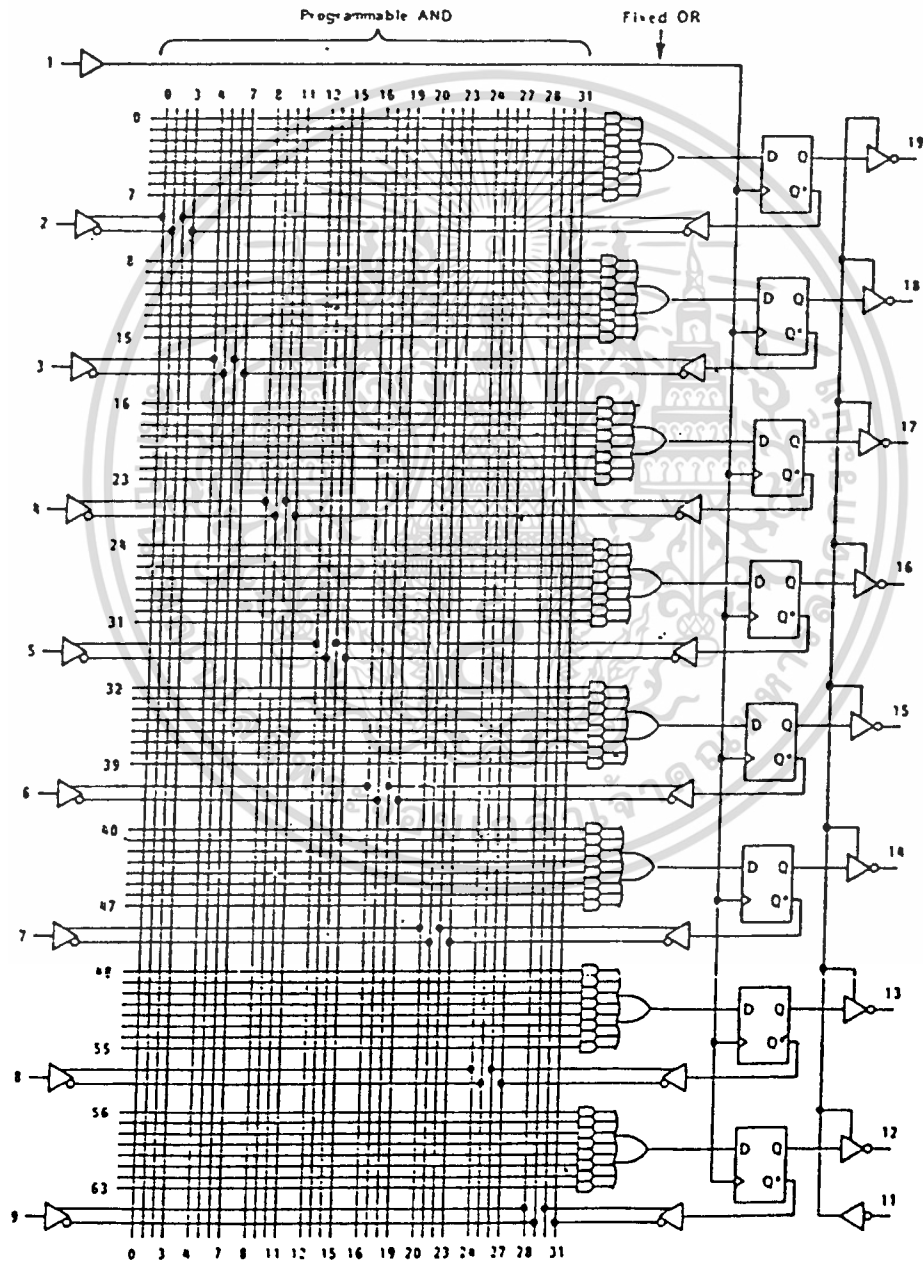 Programmable AND Fixed OR
1
0 3 4 7 8 11 12 15 16 19 20 23 24 27 28 31
0
D Q 19
Q*
7
2
8
D Q 18
Q*
15
3
16
D Q 17
Q*
23
4
24
D Q 16
Q*
31
5
32
D Q 15
Q*
39
6
40
D Q 14
Q*
47
7
48
D Q 13
Q*
55
8
56
D Q 12
Q*
63
11
9
0 3 4 7 8 11 12 15 16 19 20 23 24 27 28 31